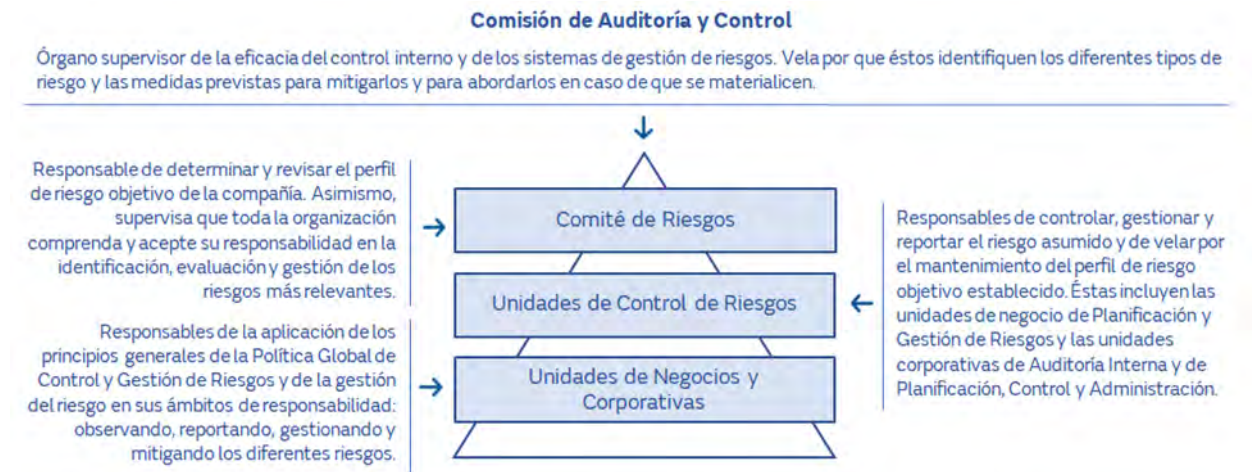 Comisión de Auditoría y Control
Órgano supervisor de la eficacia del control interno y de los sistemas de gestión de riesgos. Vela por que éstos identifiquen los diferentes tipos de
riesgo y las medidas previstas para mitigarlos y para abordarlos en caso de que se materialicen.
Responsable de determinar y revisar el perfil
de riesgo objetivo de la compañía. Asimismo,
supervisa que toda la organización
comprenda y acepte su responsabilidad en la
identificación, evaluación y gestión de los
riesgos más relevantes.
Comité de Riesgos
Unidades de Control de Riesgos
Responsables de controlar, gestionar y
reportar el riesgo asumido y de velar por
el mantenimiento del perfil de riesgo
objetivo establecido. Éstas incluyen las
unidades de negocio de Planificación y
Gestión de Riesgos y las unidades
corporativas de Auditoría Interna y de
Planificación, Control y Administración.
Responsables de la aplicación de los
principios generales de la Política Global de
Control y Gestión de Riesgos y de la gestión
del riesgo en sus ámbitos de responsabilidad:
observando, reportando, gestionando y
mitigando los diferentes riesgos.
Unidades de Negocios y
Corporativas